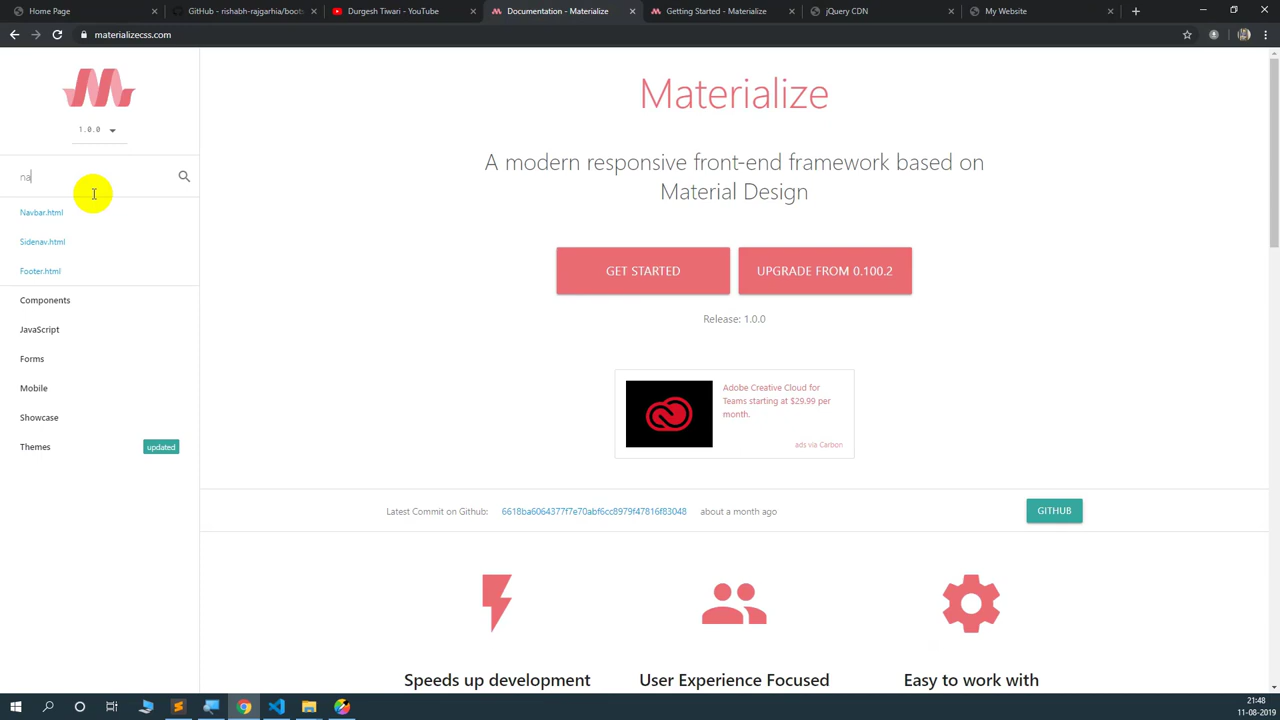 Home Page
GitHub - rishabh-rajgarhia/boo
Durgesh Tiwari - YouTube
Documentation - Materialize
Getting Started - Materialize
jQuery CDN
My Website
materializecss.com
1.0.0
na
Navbar.html
Sidenav.html
Footer.html
Components
JavaScript
Forms
Mobile
Showcase
Themes
updated
Materialize
A modern responsive front-end framework based on
Material Design
GET STARTED
UPGRADE FROM 0.100.2
Release: 1.0.0
Adobe Creative Cloud for
Teams starting at $29.99 per
month.
ads via Carbon
Latest Commit on Github: 6618ba6064377f7e70abf6cc8979f47816f83048 about a month ago
GITHUB
Speeds up development
User Experience Focused
Easy to work with
21:48
11-08-2019